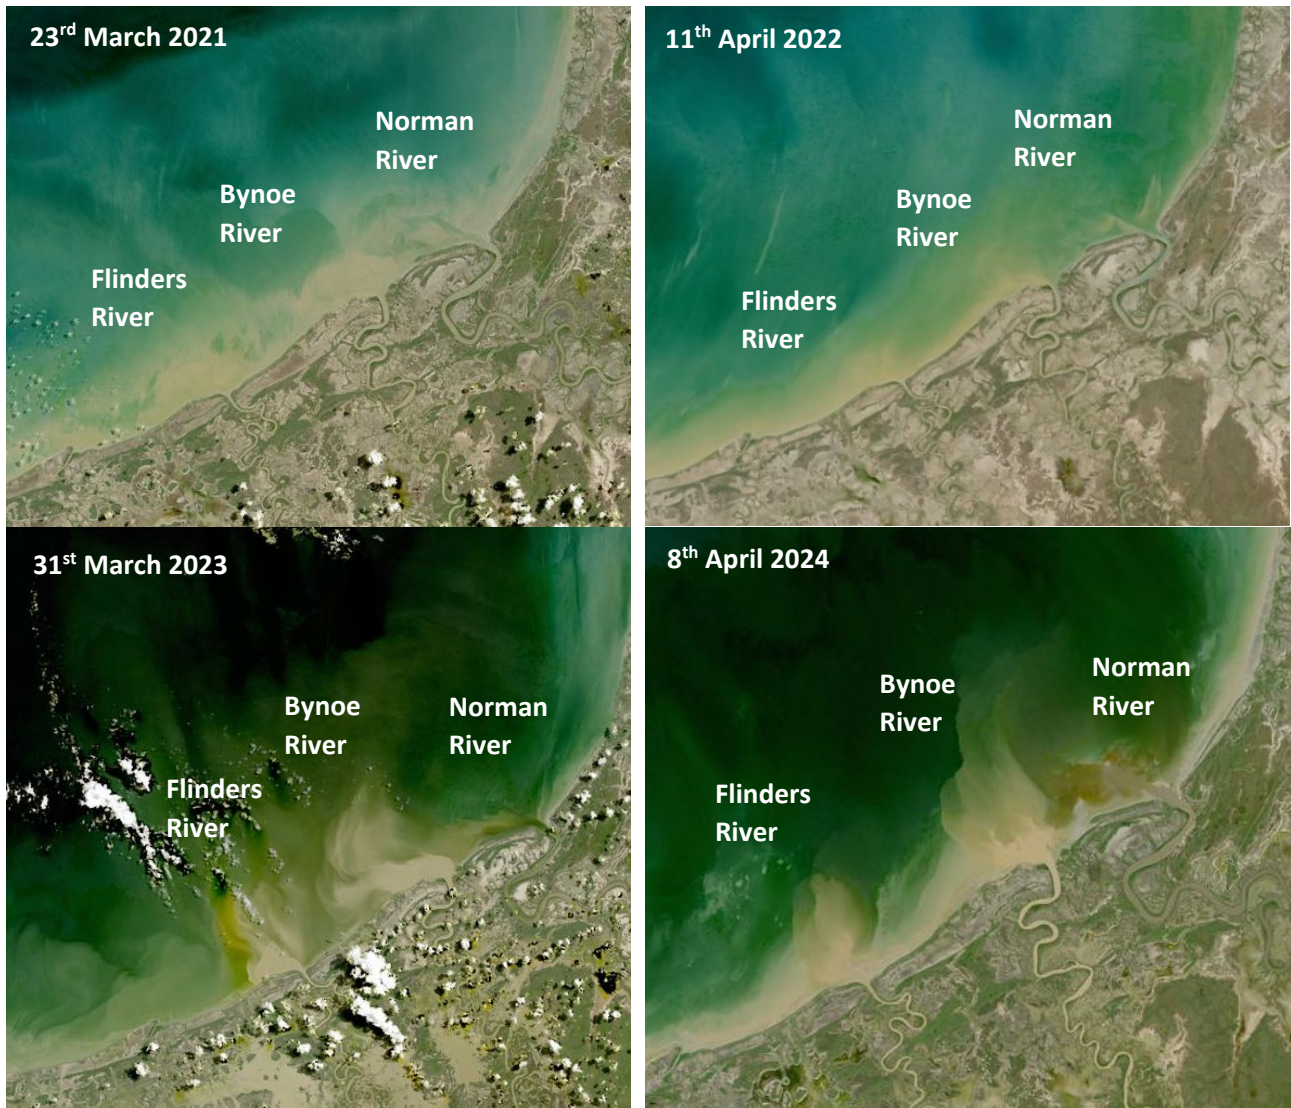 23rd March 2021
Norman
River
Bynoe
River
Flinders
River
11th April 2022
Norman
River
Bynoe
River
Flinders
River
31st March 2023
Bynoe
River
Norman
River
Flinders
River
8th April 2024
Norman
River
Bynoe
River
Flinders
River